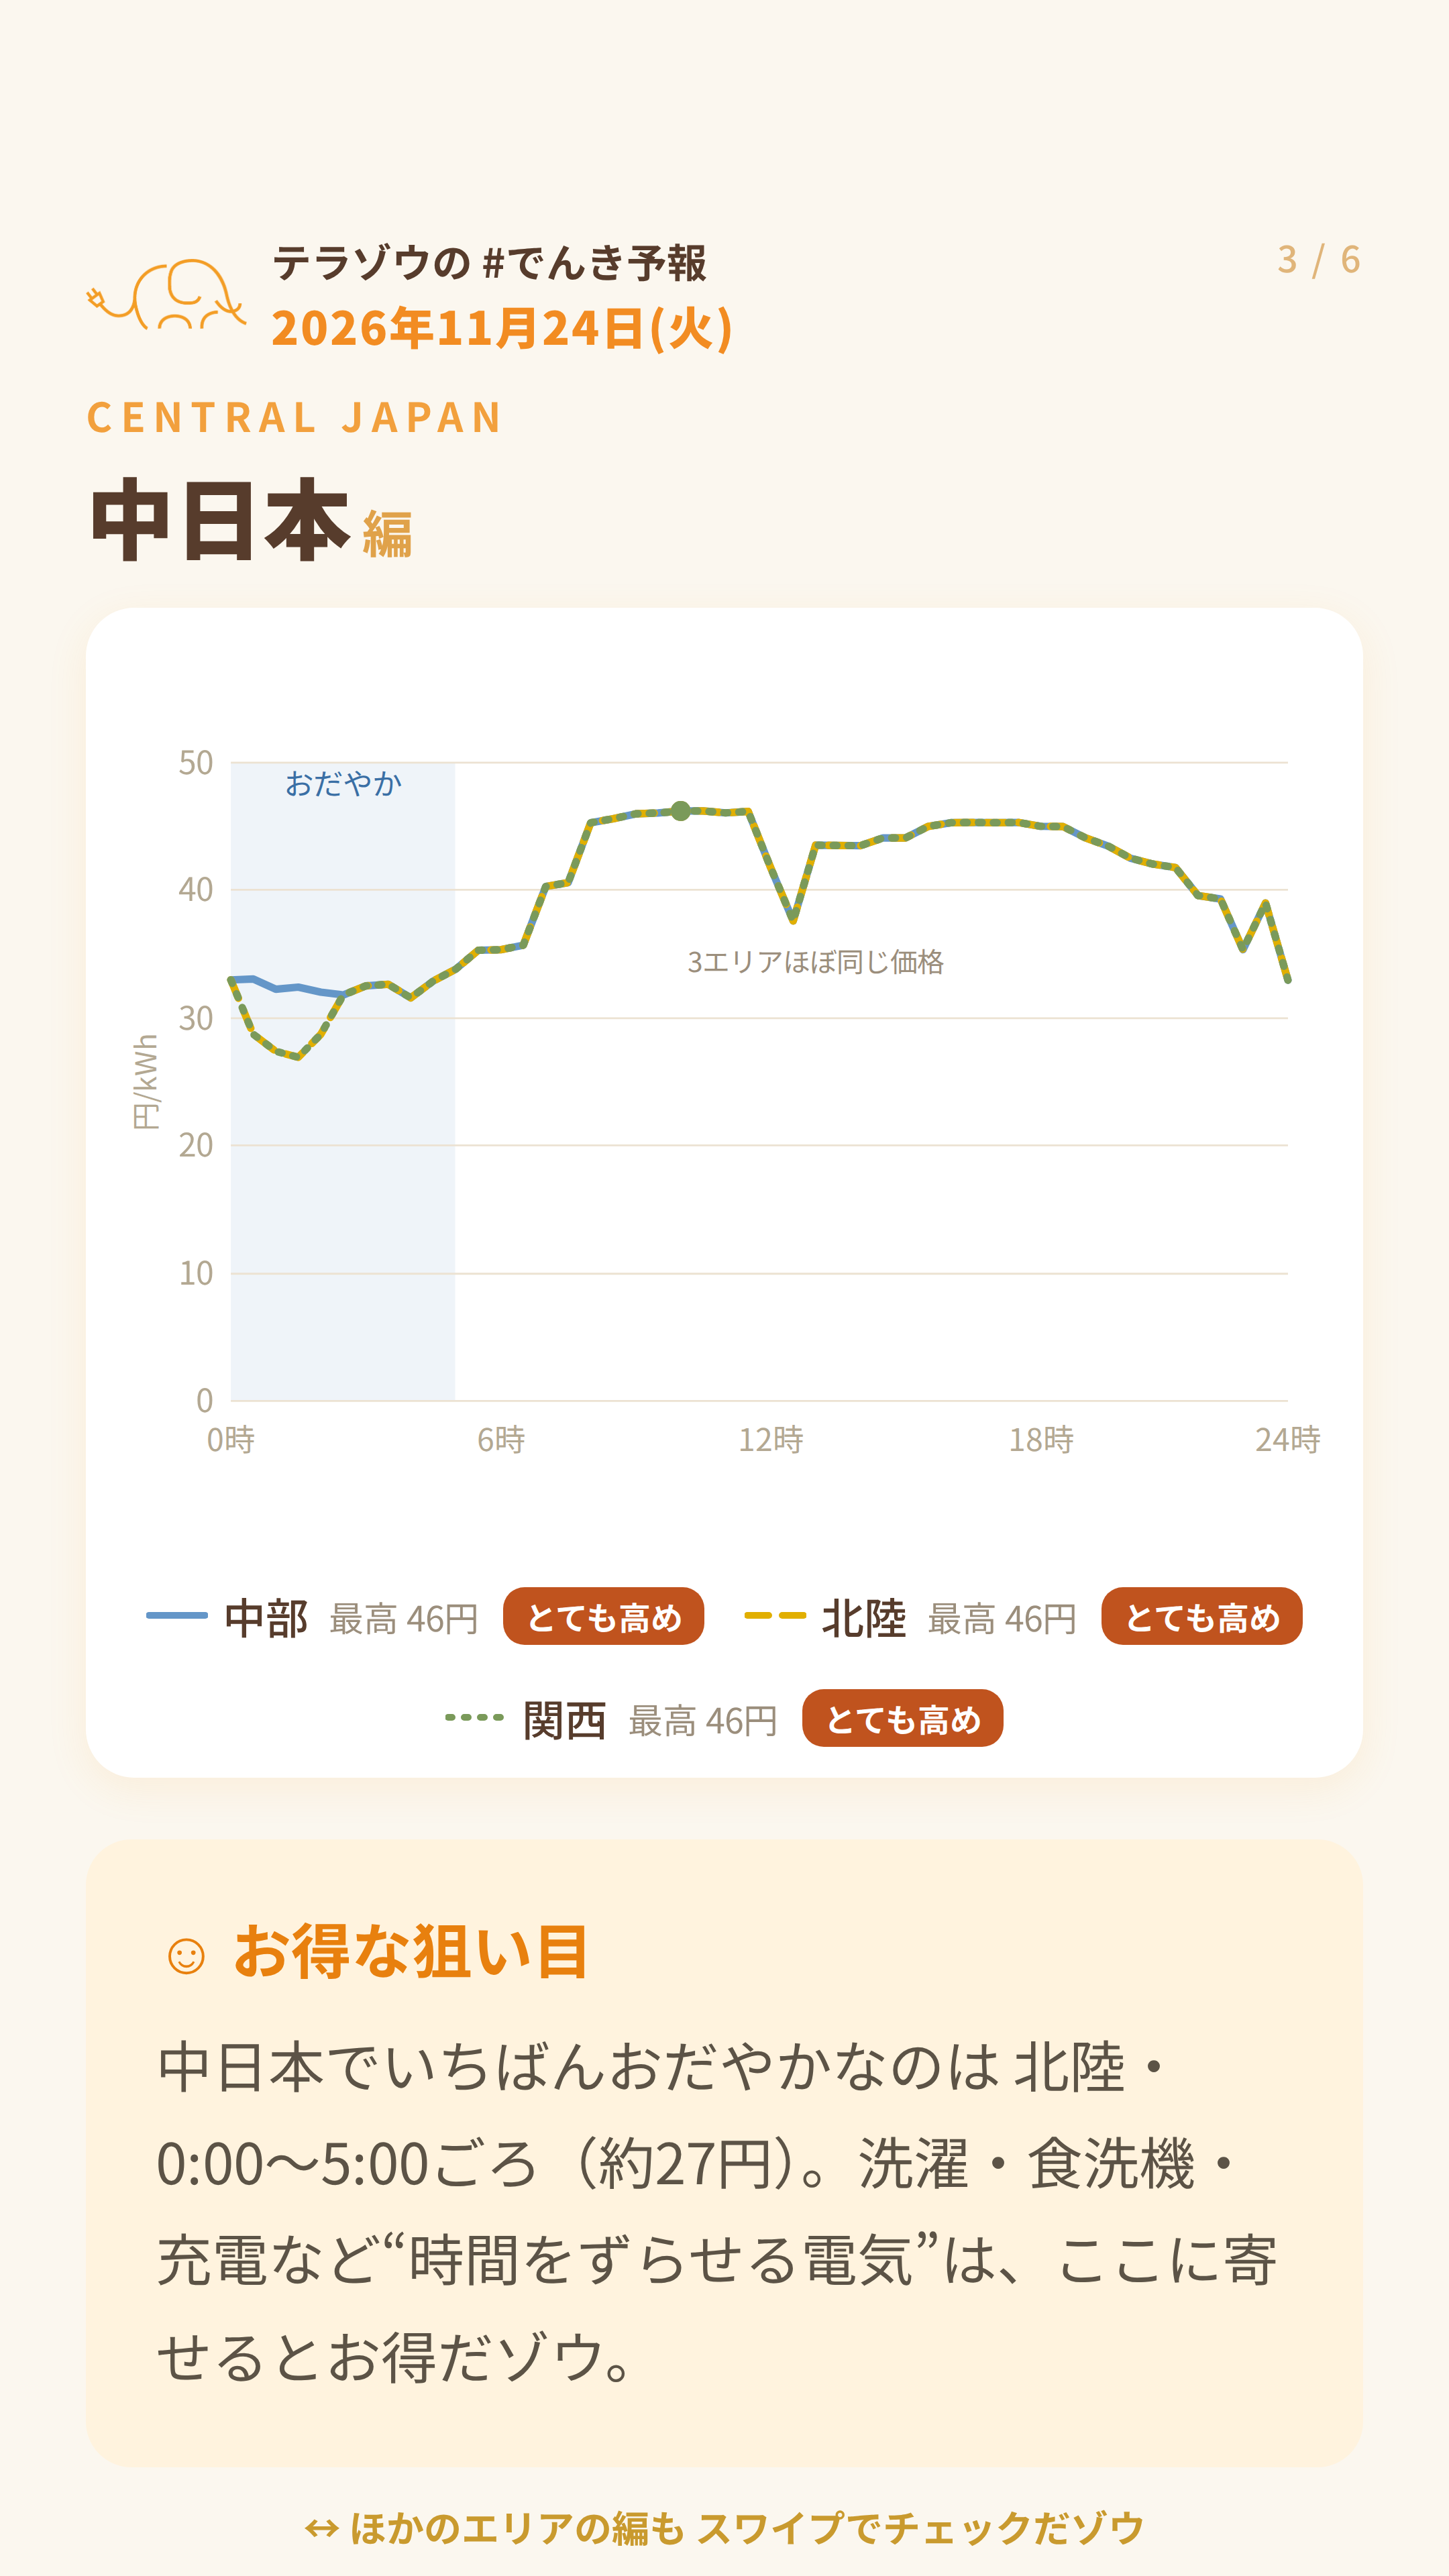 テラゾウの #でんき予報
2026年11月24日(火)
3 / 6
CENTRAL JAPAN
中日本 編
50
おだやか
40
3エリアほぼ同じ価格
30
円/kWh
20
10
0
0時 6時 12時 18時 24時
中部 最高 46円 とても高め 北陸 最高 46円 とても高め
関西 最高 46円 とても高め
☺ お得な狙い目
中日本でいちばんおだやかなのは 北陸・
0:00〜5:00ごろ（約27円）。洗濯・食洗機・
充電など“時間をずらせる電気”は、ここに寄
せるとお得だゾウ。
↔ ほかのエリアの編も スワイプでチェックだゾウ